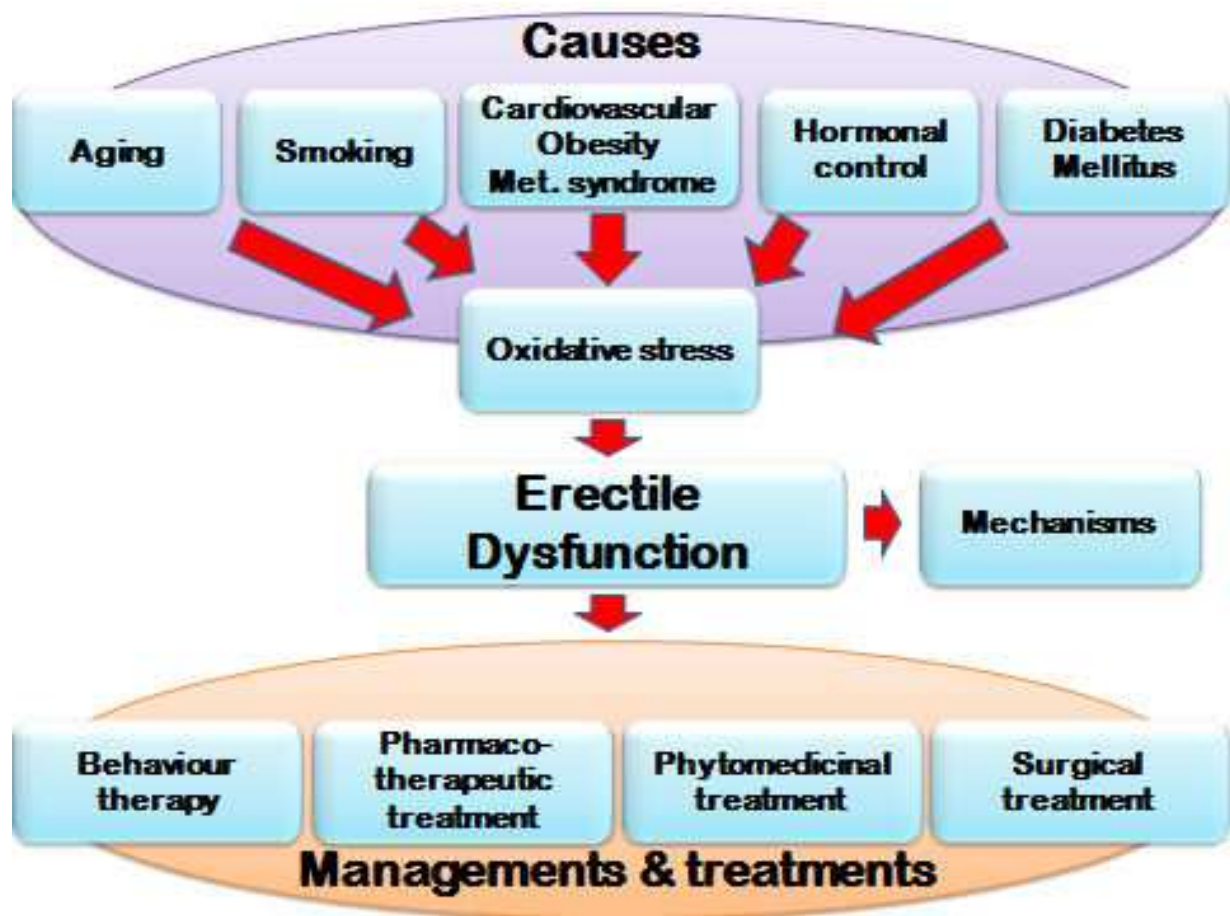 Causes
Aging
Smoking
Cardiovascular
Obesity
Met. syndrome
Hormonal
control
Diabetes
Mellitus
Oxidative stress
Erectile
Dysfunction
Mechanisms
Behaviour
therapy
Pharmaco-
therapeutic
treatment
Phytomedicinal
treatment
Surgical
treatment
Managements & treatments